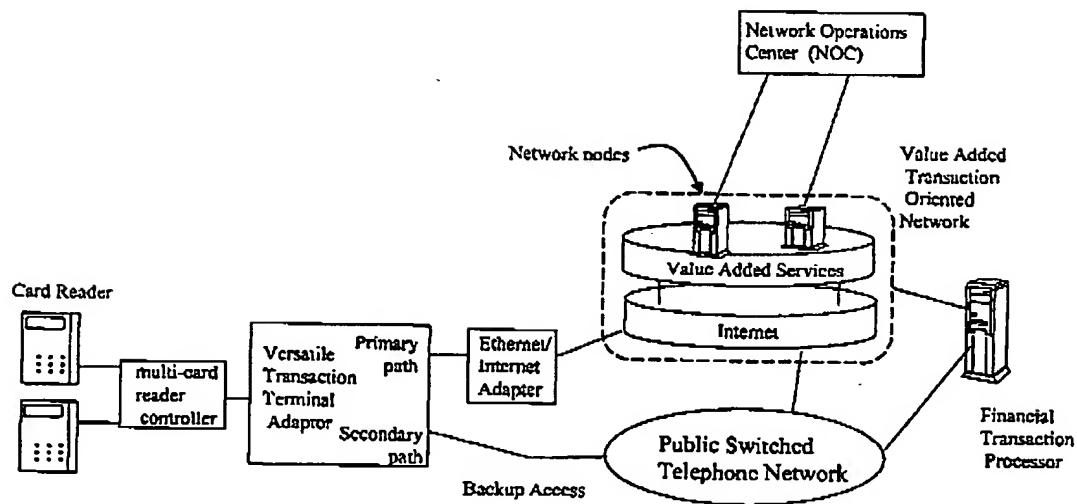 Network Operations
Center (NOC)
Network nodes
Value Added
Transaction
Oriented
Network
Value Added Services
Internet
Card Reader
multi-card
reader
controller
Versatile
Transaction
Terminal
Adaptor
Primary
path
Secondary
path
Ethernet/
Internet
Adapter
Public Switched
Telephone Network
Backup Access
Financial
Transaction
Processor